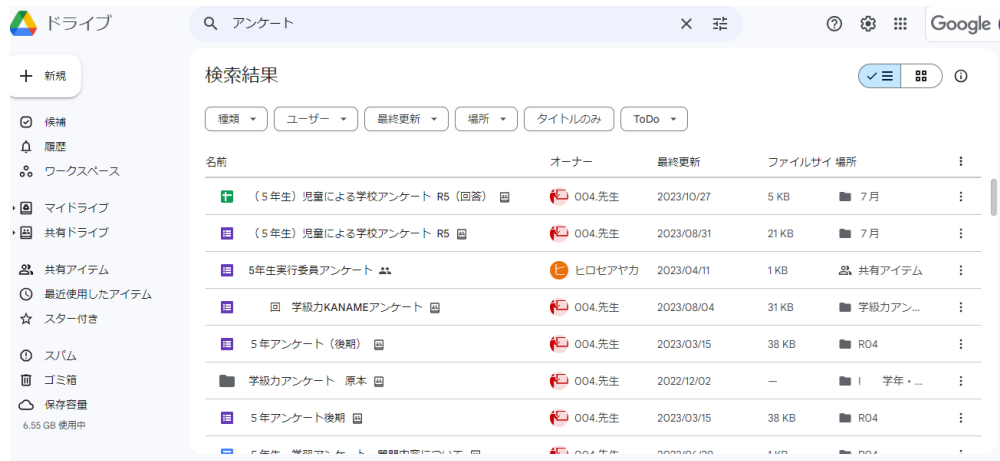 ドライブ
アンケート
Google
新規
候補
履歴
ワークスペース
マイドライブ
共有ドライブ
共有アイテム
最近使用したアイテム
スター付き
スパム
ゴミ箱
保存容量
6.55 GB 使用中
検索結果
種類 ユーザー 最終更新 場所 タイトルのみ ToDo
名前 オーナー 最終更新 ファイルサイ 場所
（５年生）児童による学校アンケート R5（回答） 004.先生 2023/10/27 5 KB 7月
（５年生）児童による学校アンケート R5 004.先生 2023/08/31 21 KB 7月
5年生実行委員アンケート ヒ ヒロセアヤカ 2023/04/11 1 KB 共有アイテム
回 学級力KANAMEアンケート 004.先生 2023/08/04 31 KB 学級力アン...
５年アンケート（後期） 004.先生 2023/03/15 38 KB R04
学級力アンケート 原本 004.先生 2022/12/02 — I 学年・...
５年アンケート後期 004.先生 2023/03/15 38 KB R04